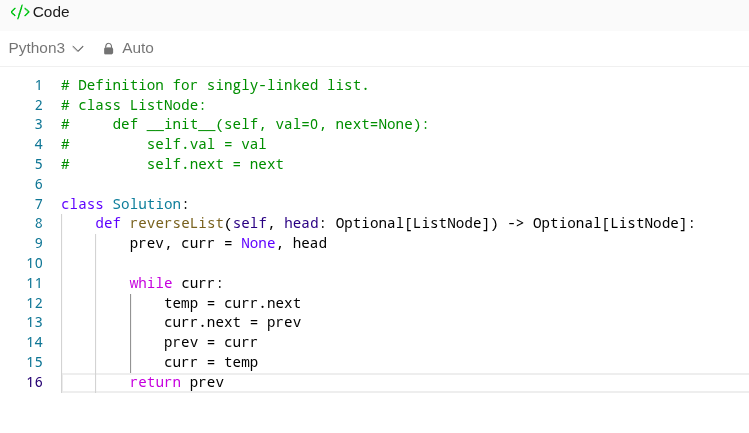 </> Code
Python3 Auto
1 # Definition for singly-linked list.
2 # class ListNode:
3 #     def __init__(self, val=0, next=None):
4 #         self.val = val
5 #         self.next = next
6
7 class Solution:
8     def reverseList(self, head: Optional[ListNode]) -> Optional[ListNode]:
9         prev, curr = None, head
10
11         while curr:
12             temp = curr.next
13             curr.next = prev
14             prev = curr
15             curr = temp
16         return prev